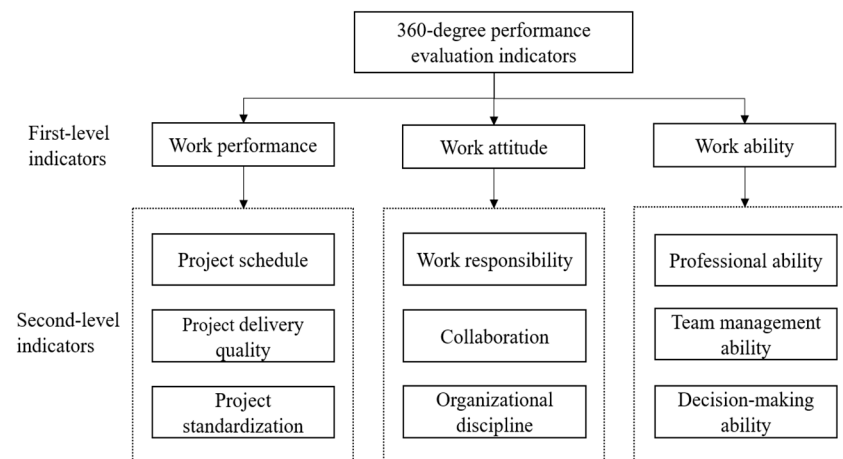 360-degree performance
evaluation indicators
First-level
indicators
Work performance
Work attitude
Work ability
Second-level
indicators
Project schedule
Work responsibility
Professional ability
Project delivery
quality
Collaboration
Team management
ability
Project
standardization
Organizational
discipline
Decision-making
ability